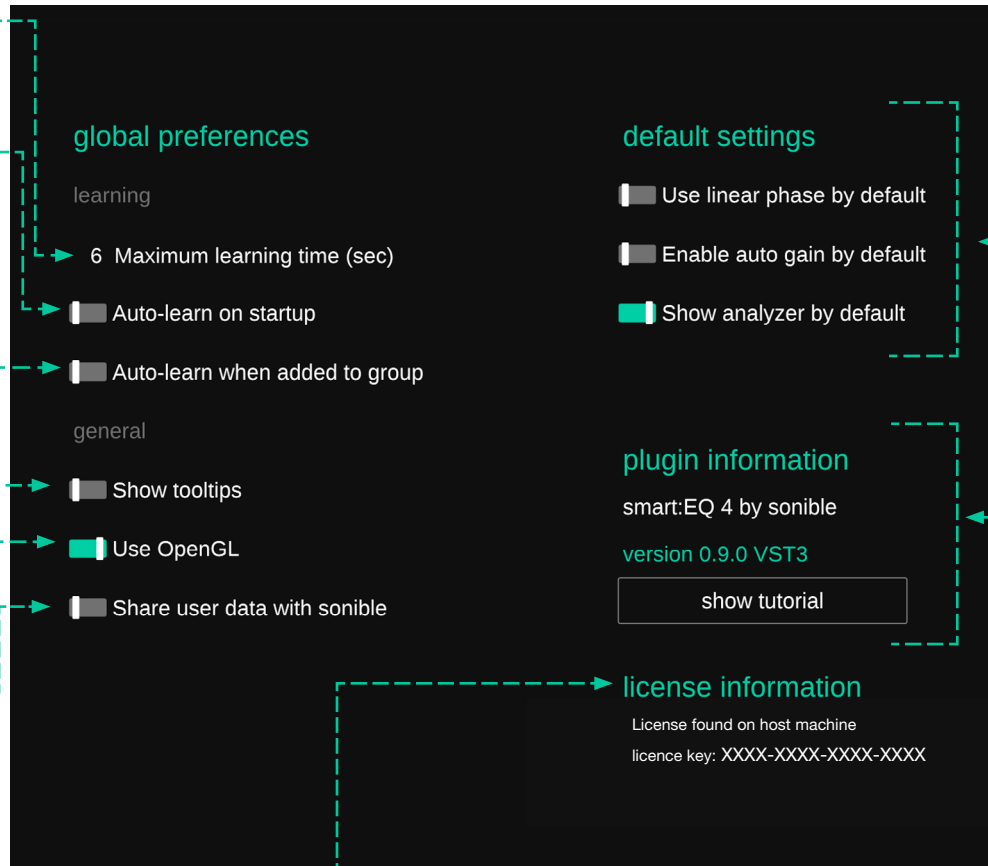 global preferences
learning
6 Maximum learning time (sec)
Auto-learn on startup
Auto-learn when added to group
general
Show tooltips
Use OpenGL
Share user data with sonible
default settings
Use linear phase by default
Enable auto gain by default
Show analyzer by default
plugin information
smart:EQ 4 by sonible
version 0.9.0 VST3
show tutorial
license information
License found on host machine
licence key: XXXX-XXXX-XXXX-XXXX